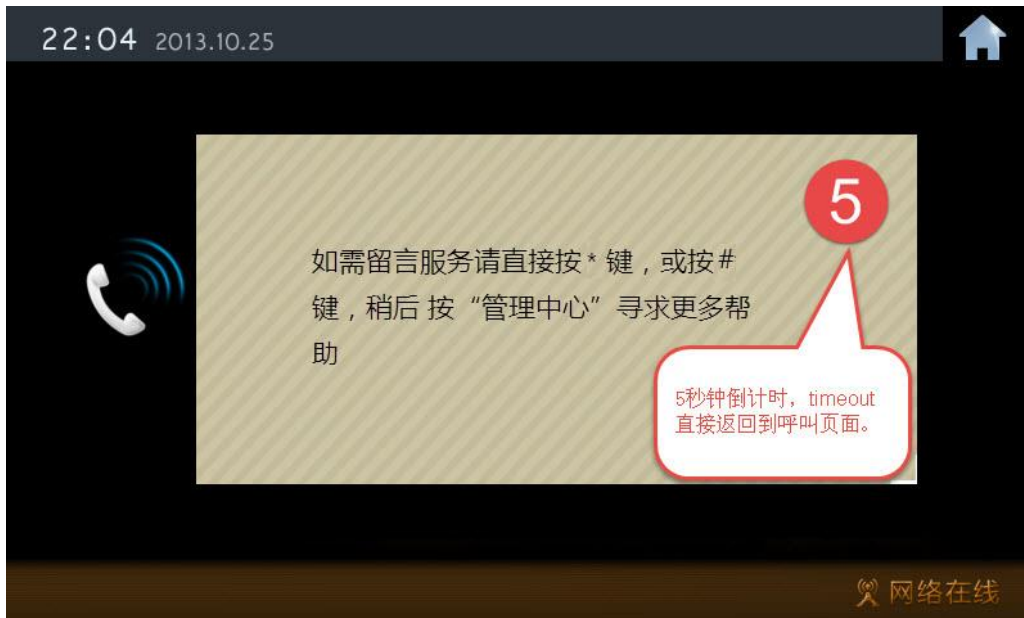 22:04 2013.10.25
5
如需留言服务请直接按*键，或按#
键，稍后 按“管理中心”寻求更多帮
助
5秒钟倒计时，timeout
直接返回到呼叫页面。
网络在线